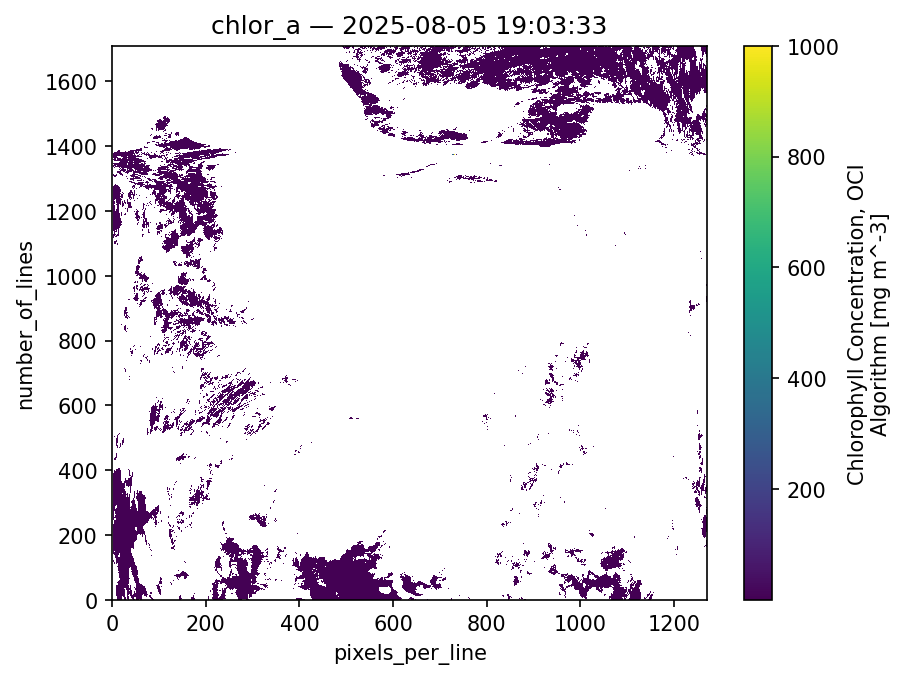 chlor_a — 2025-08-05 19:03:33
1600
1400
1200
1000
800
600
400
200
0
number_of_lines
0 200 400 600 800 1000 1200
pixels_per_line
1000
800
600
400
200
Chlorophyll Concentration, OCI
Algorithm [mg m^-3]